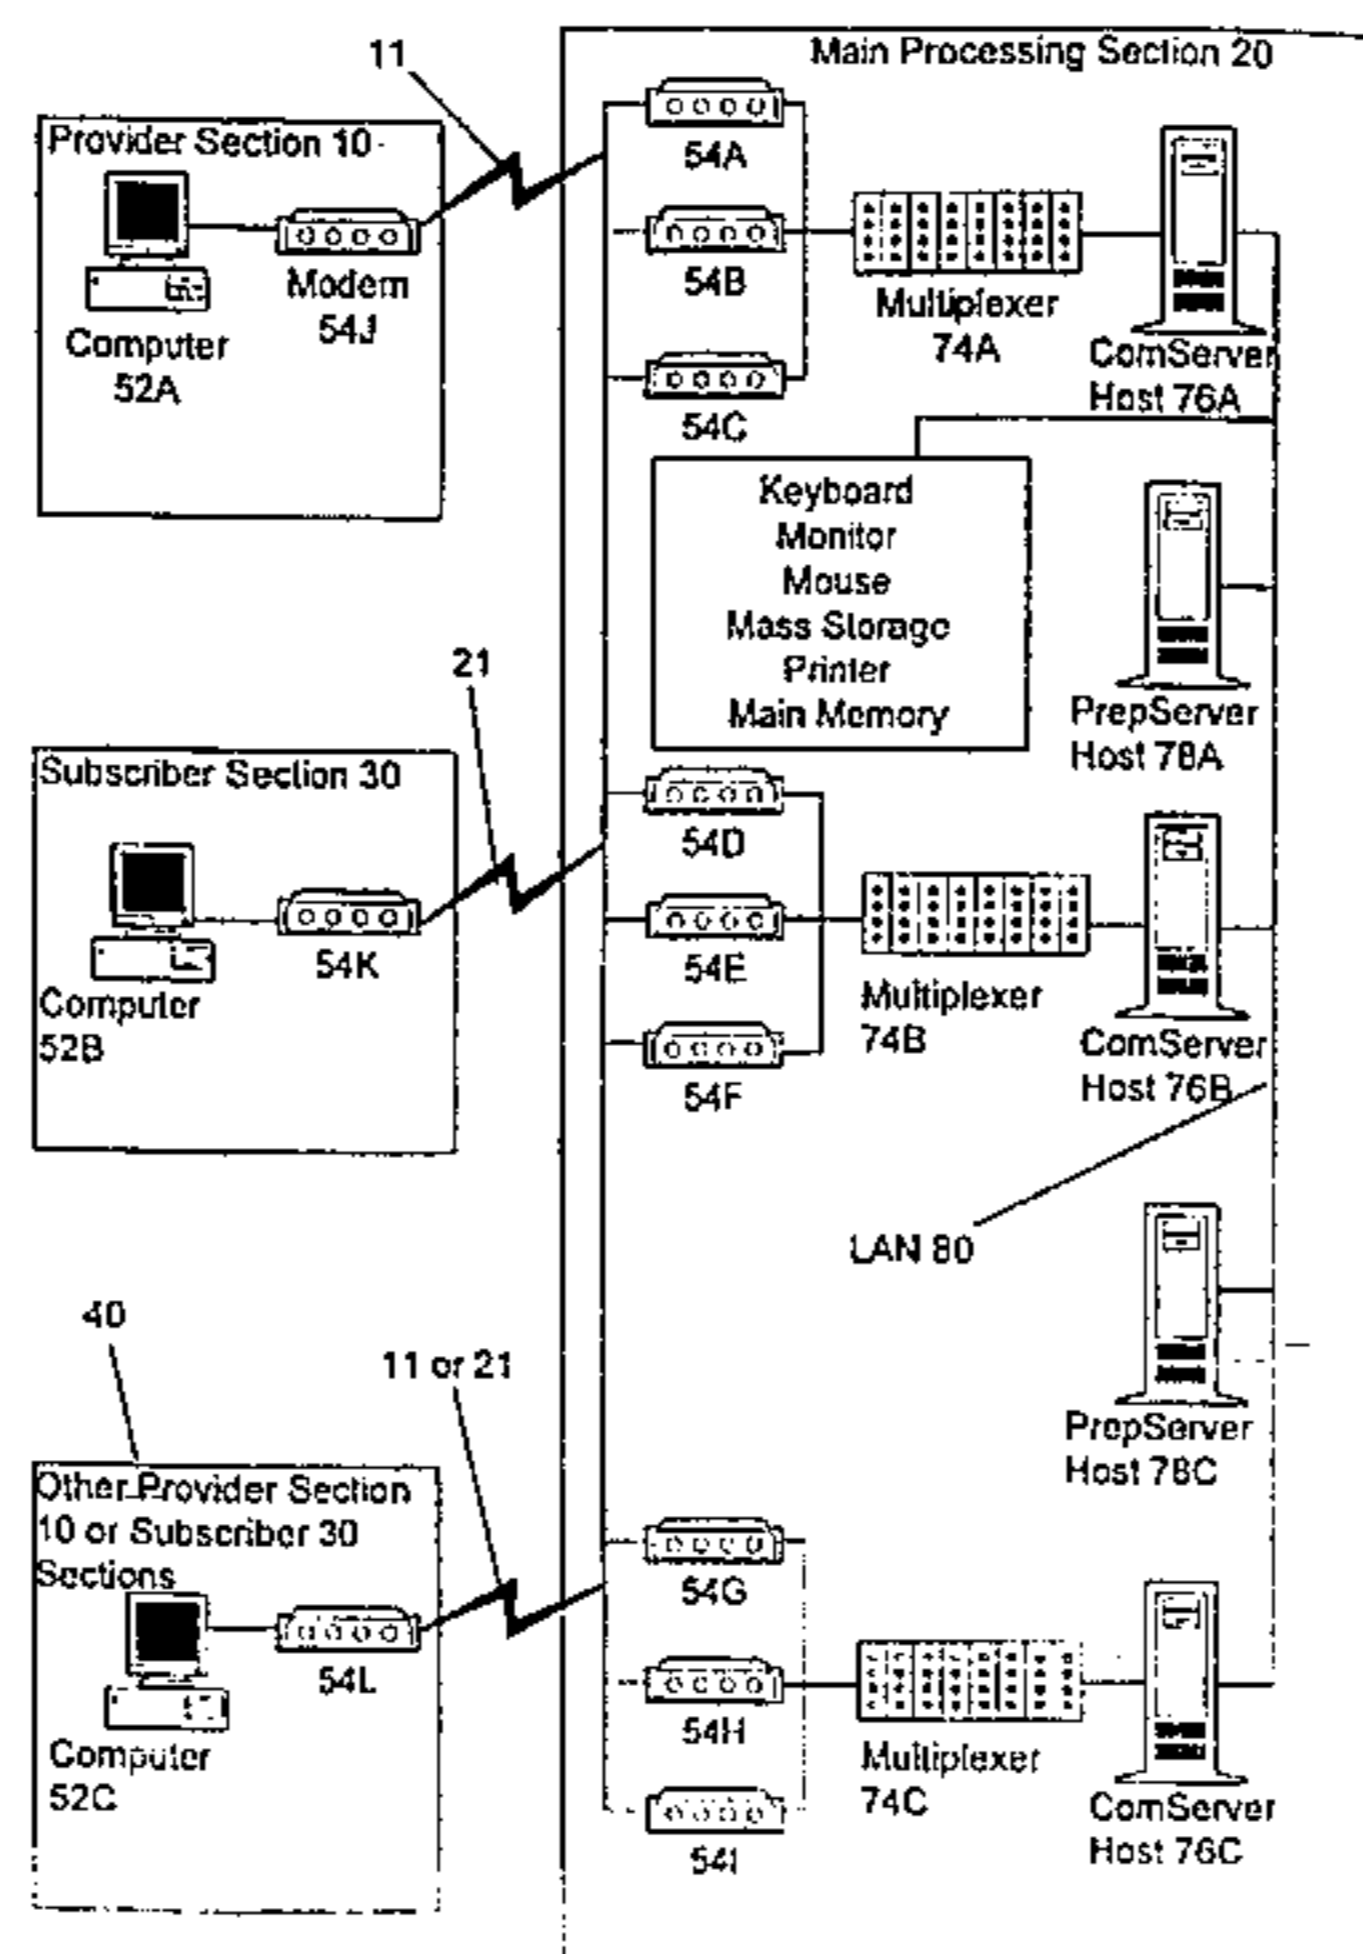 Main Processing Section 20
11
Provider Section 10
Modem
54J
Computer
52A
54A
54B
54C
Multiplexer
74A
ComServer
Host 76A
Keyboard
Monitor
Mouse
Mass Storage
Printer
Main Memory
PrepServer
Host 78A
21
Subscriber Section 30
54K
Computer
52B
54D
54E
54F
Multiplexer
74B
ComServer
Host 76B
LAN 80
PrepServer
Host 78C
40
11 or 21
Other Provider Section
10 or Subscriber 30
Sections
54L
Computer
52C
54G
54H
54I
Multiplexer
74C
ComServer
Host 76C